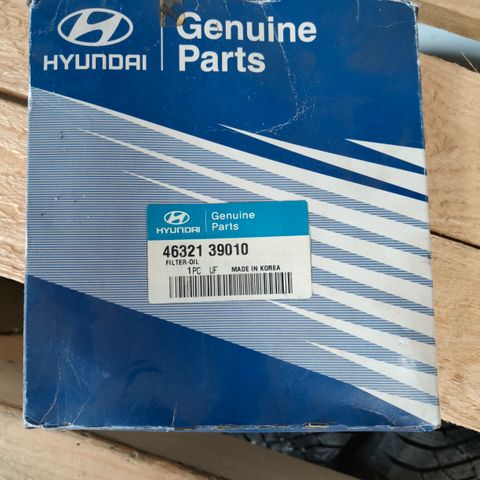 HYUNDAI
Genuine
Parts
HYUNDAI
Genuine
Parts
46321 39010
FILTER-OIL
1PC UF MADE IN KOREA